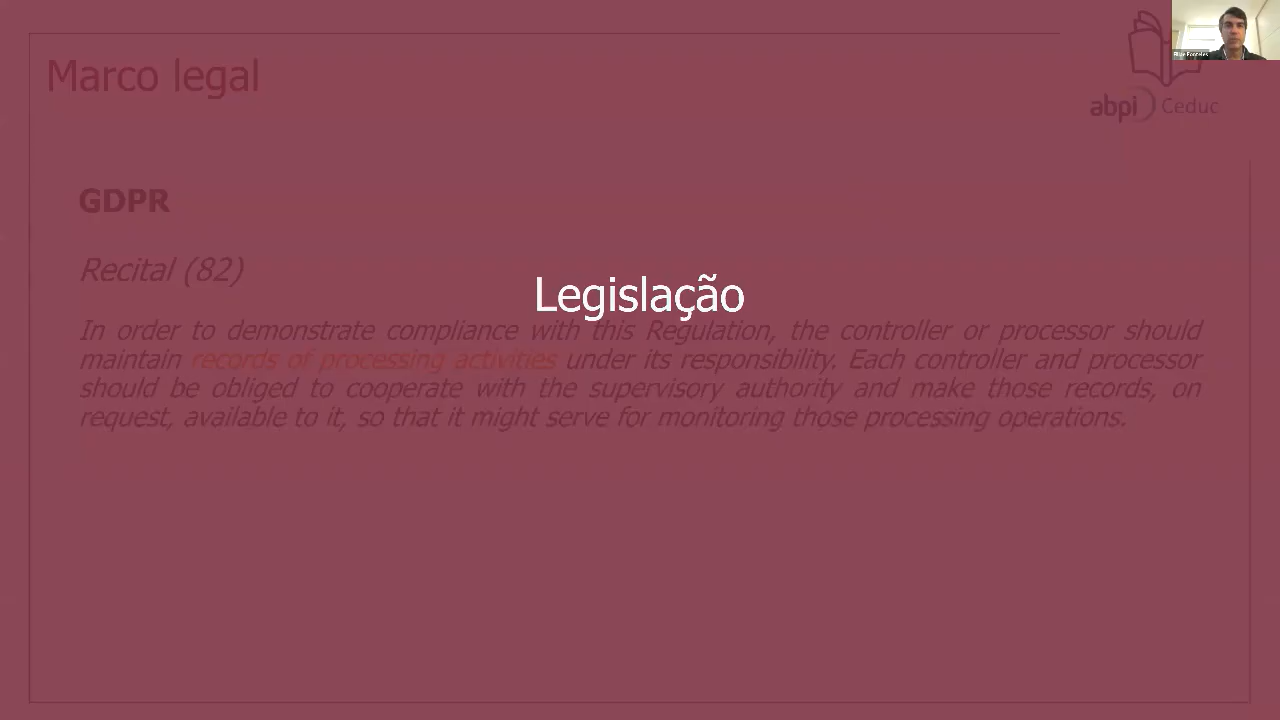 Marco legal
abpi Ceduc
GDPR
Recital (82)
Legislação
In order to demonstrate compliance with this Regulation, the controller or processor should
maintain records of processing activities under its responsibility. Each controller and processor
should be obliged to cooperate with the supervisory authority and make those records, on
request, available to it, so that it might serve for monitoring those processing operations.